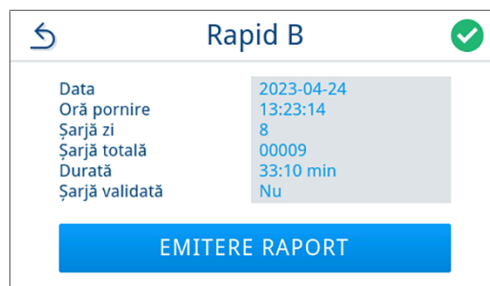 Rapid B
Data 2023-04-24
Oră pornire 13:23:14
Șarjă zi 8
Șarjă totală 00009
Durată 33:10 min
Șarjă validată Nu
EMITERE RAPORT